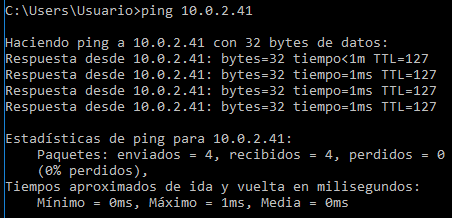 C:\Users\Usuario>ping 10.0.2.41
Haciendo ping a 10.0.2.41 con 32 bytes de datos:
Respuesta desde 10.0.2.41: bytes=32 tiempo<1m TTL=127
Respuesta desde 10.0.2.41: bytes=32 tiempo=1ms TTL=127
Respuesta desde 10.0.2.41: bytes=32 tiempo=1ms TTL=127
Respuesta desde 10.0.2.41: bytes=32 tiempo=1ms TTL=127
Estadísticas de ping para 10.0.2.41:
Paquetes: enviados = 4, recibidos = 4, perdidos = 0
(0% perdidos),
Tiempos aproximados de ida y vuelta en milisegundos:
Mínimo = 0ms, Máximo = 1ms, Media = 0ms